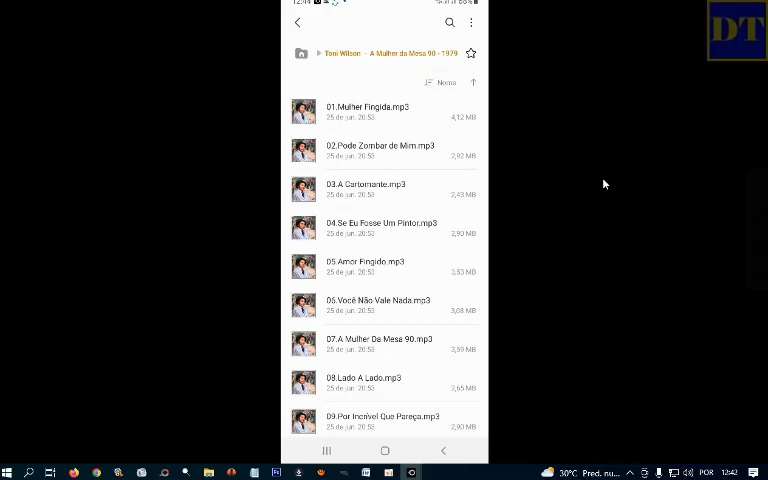 12:44
68%
Toni Wilson - A Mulher da Mesa 90 - 1979
Nome
01.Mulher Fingida.mp3
25 de jun. 20:53
4,12 MB
02.Pode Zombar de Mim.mp3
25 de jun. 20:53
2,92 MB
03.A Cartomante.mp3
25 de jun. 20:53
2,43 MB
04.Se Eu Fosse Um Pintor.mp3
25 de jun. 20:53
2,90 MB
05.Amor Fingido.mp3
25 de jun. 20:53
3,53 MB
06.Você Não Vale Nada.mp3
25 de jun. 20:53
3,08 MB
07.A Mulher Da Mesa 90.mp3
25 de jun. 20:53
3,59 MB
08.Lado A Lado.mp3
25 de jun. 20:53
2,65 MB
09.Por Incrível Que Pareça.mp3
25 de jun. 20:53
2,90 MB
DT
30°C Pred. nu...
POR
12:42